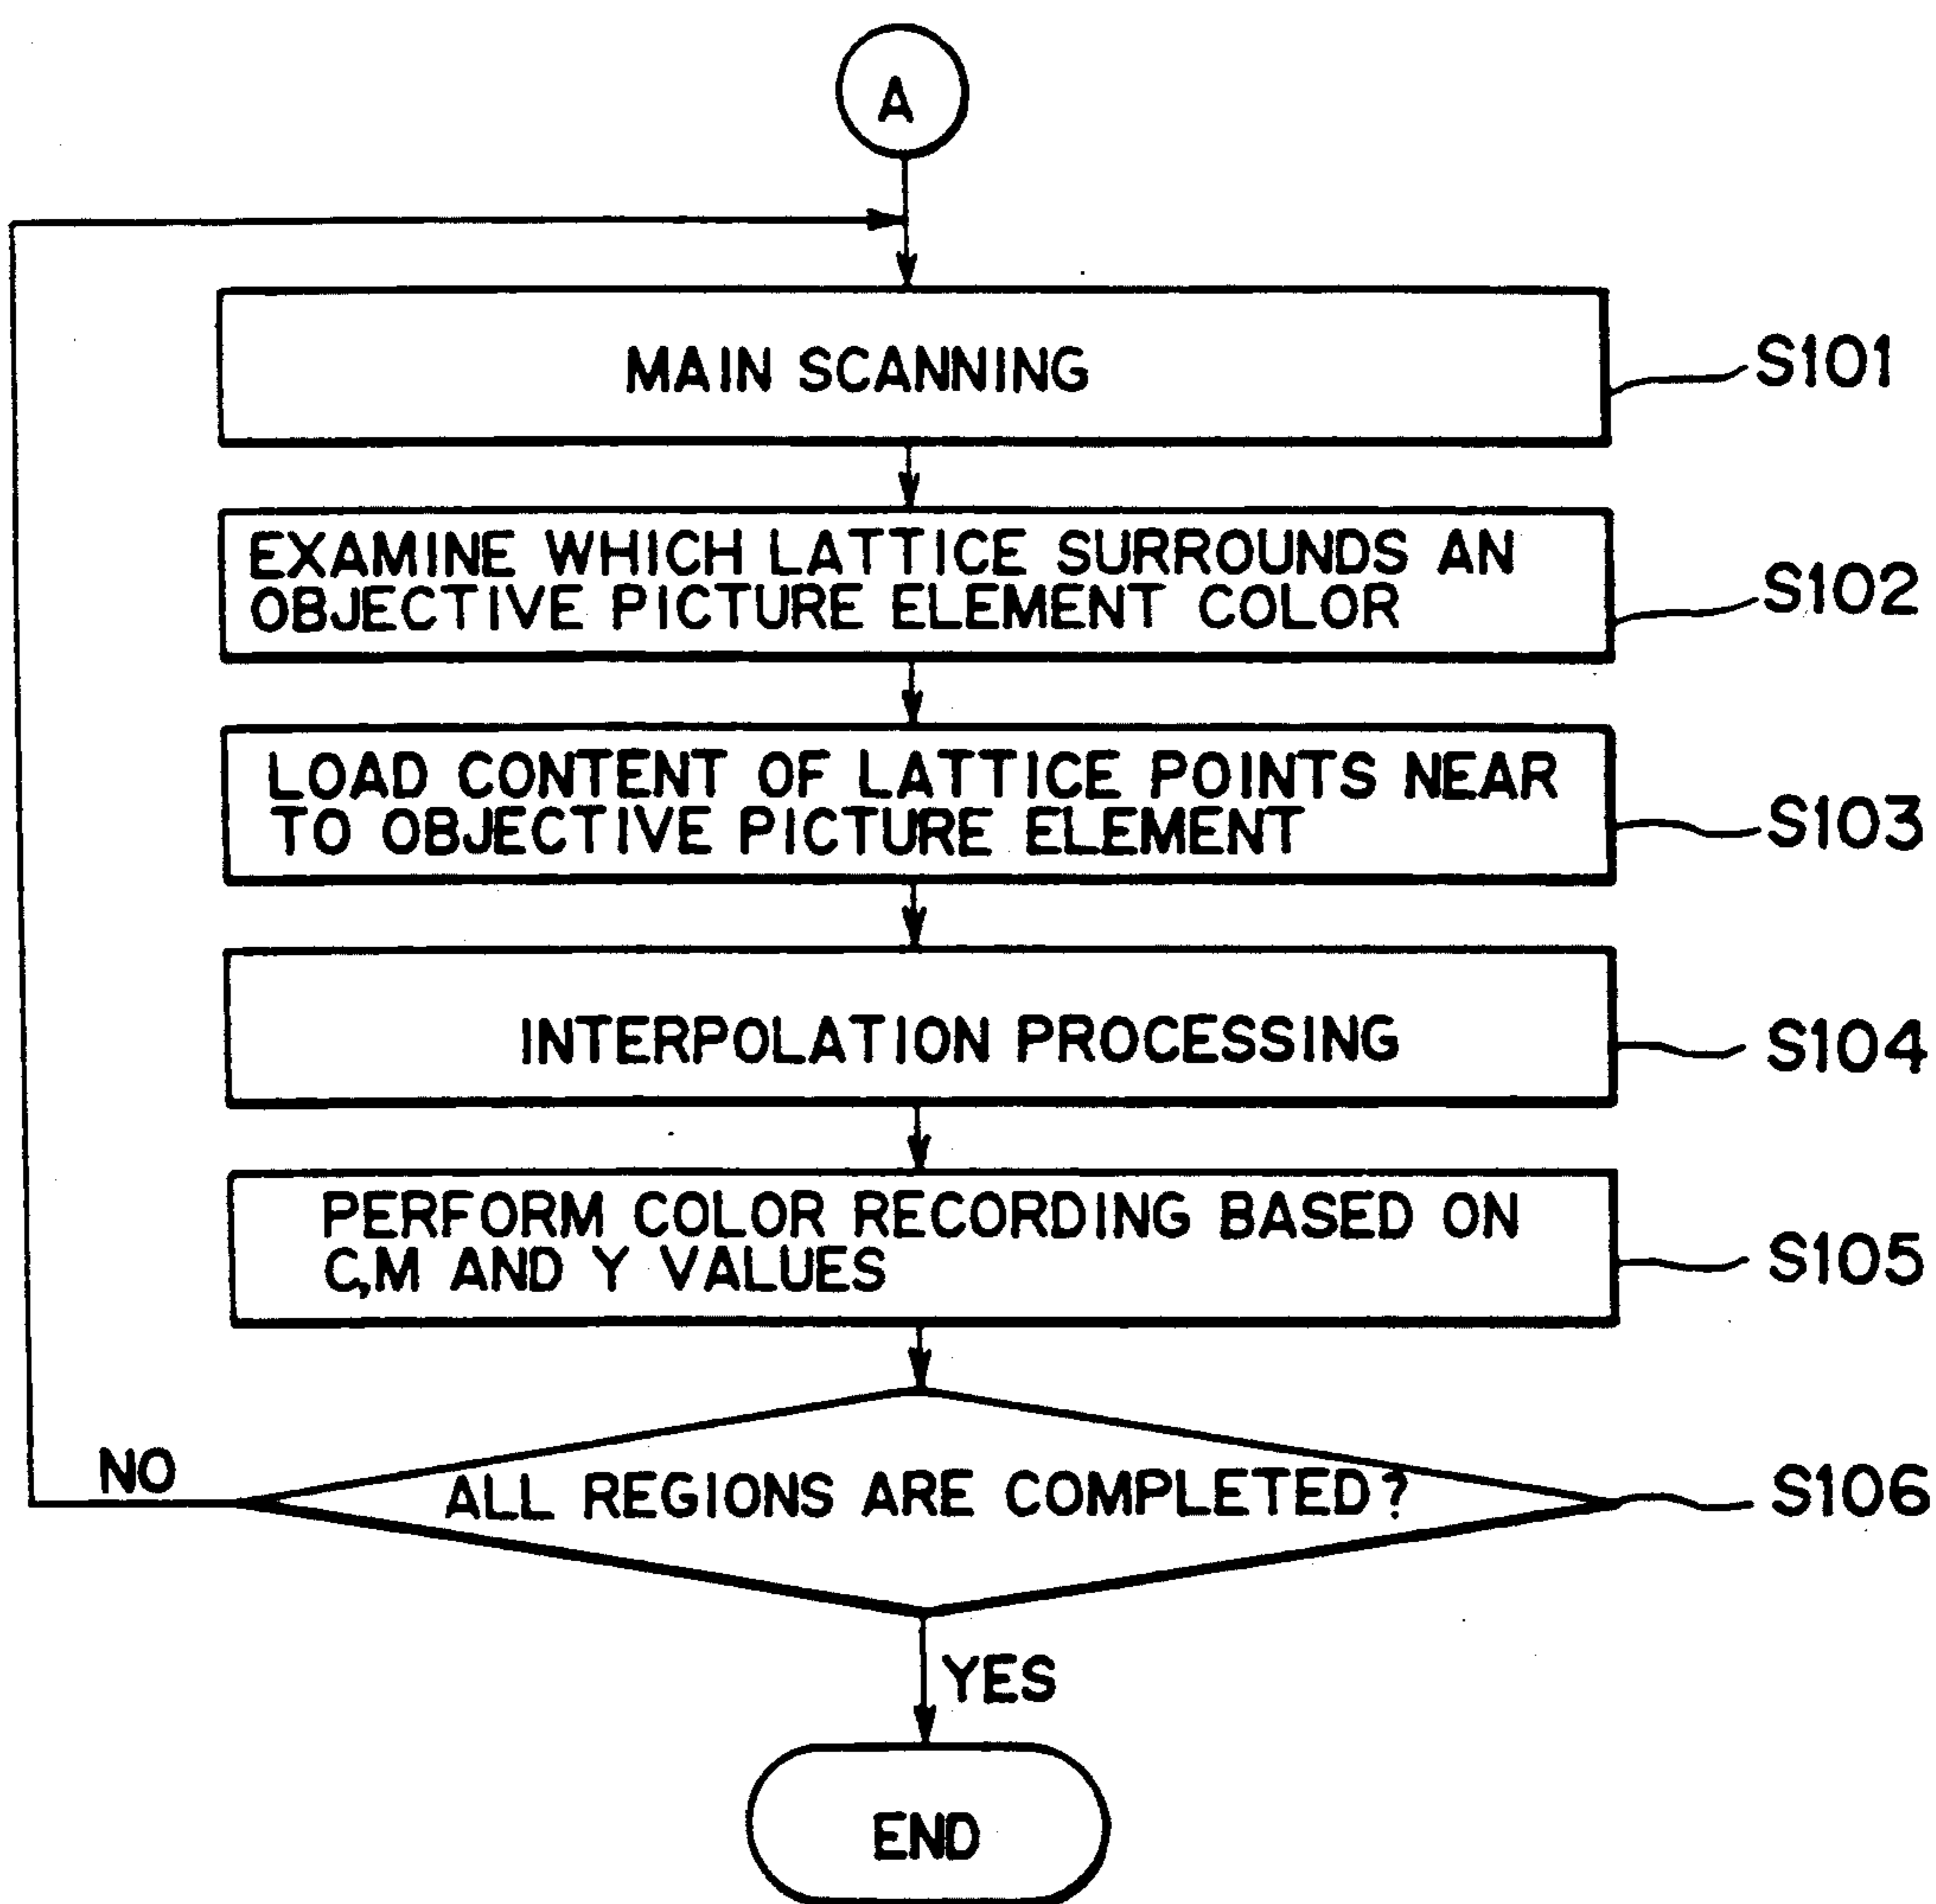 A
MAIN SCANNING
S101
EXAMINE WHICH LATTICE SURROUNDS AN
OBJECTIVE PICTURE ELEMENT COLOR
S102
LOAD CONTENT OF LATTICE POINTS NEAR
TO OBJECTIVE PICTURE ELEMENT
S103
INTERPOLATION PROCESSING
S104
PERFORM COLOR RECORDING BASED ON
C,M AND Y VALUES
S105
NO
ALL REGIONS ARE COMPLETED?
S106
YES
END